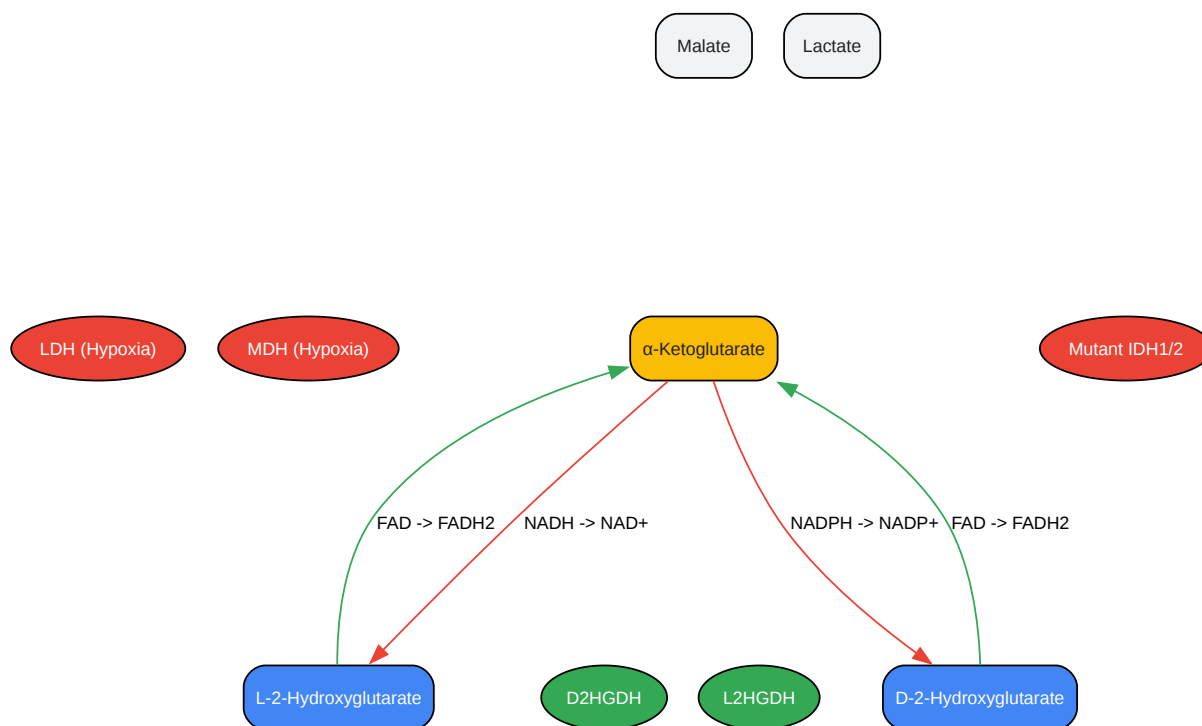 Malate
Lactate
LDH (Hypoxia)
MDH (Hypoxia)
α-Ketoglutarate
Mutant IDH1/2
FAD -> FADH2
NADH -> NAD+
NADPH -> NADP+
FAD -> FADH2
L-2-Hydroxyglutarate
D2HGDH
L2HGDH
D-2-Hydroxyglutarate